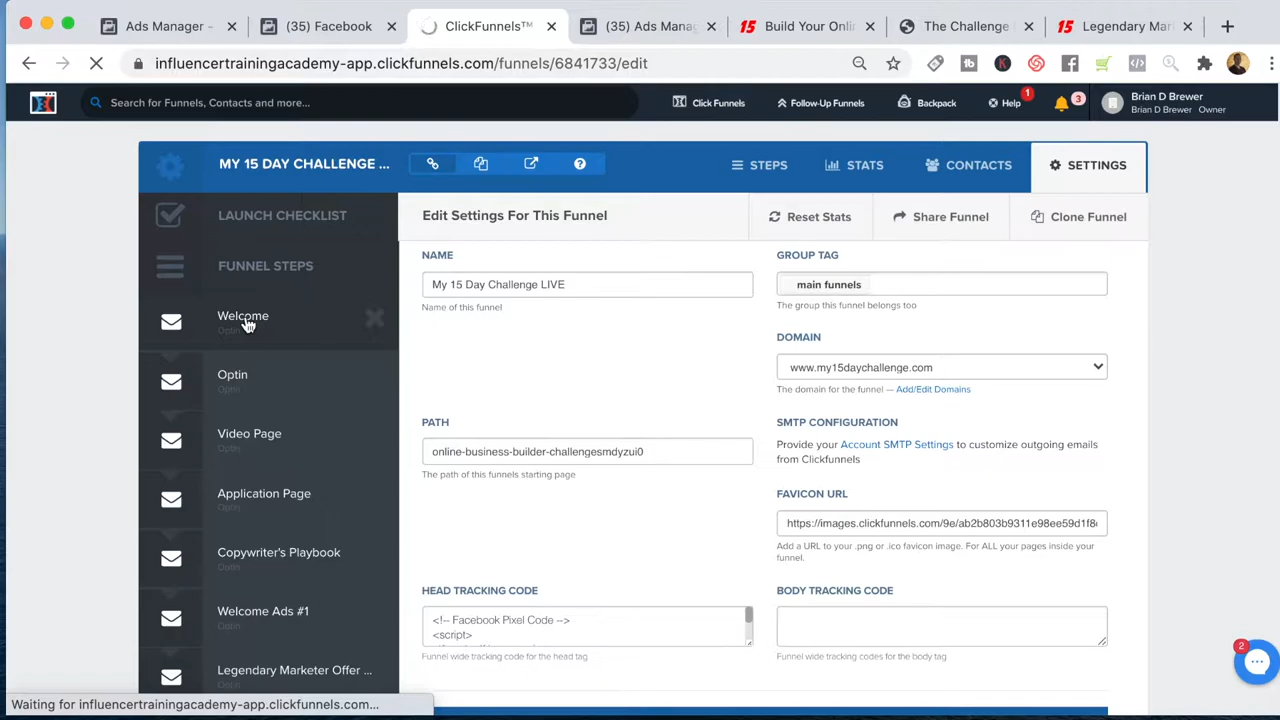 Ads Manager -
(35) Facebook
ClickFunnels™
(35) Ads Manag
15 Build Your Onli
The Challenge
15 Legendary Mark
influencertrainingacademy-app.clickfunnels.com/funnels/6841733/edit
Search for Funnels, Contacts and more...
Click Funnels
Follow-Up Funnels
Backpack
Help
1
3
Brian D Brewer
Brian D Brewer Owner
MY 15 DAY CHALLENGE ...
STEPS
STATS
CONTACTS
SETTINGS
LAUNCH CHECKLIST
Edit Settings For This Funnel
Reset Stats
Share Funnel
Clone Funnel
FUNNEL STEPS
Welcome
Optin
Optin
Optin
Video Page
Optin
Application Page
Optin
Copywriter's Playbook
Optin
Welcome Ads #1
Optin
Legendary Marketer Offer ...
NAME
My 15 Day Challenge LIVE
Name of this funnel
GROUP TAG
main funnels
The group this funnel belongs too
DOMAIN
www.my15daychallenge.com
The domain for the funnel — Add/Edit Domains
PATH
online-business-builder-challengesmdyzui0
The path of this funnels starting page
SMTP CONFIGURATION
Provide your Account SMTP Settings to customize outgoing emails
from Clickfunnels
FAVICON URL
https://images.clickfunnels.com/9e/ab2b803b9311e98ee59d1f8
Add a URL to your .png or .ico favicon image. For ALL your pages inside your
funnel.
HEAD TRACKING CODE
<!-- Facebook Pixel Code -->
<script>
Funnel wide tracking code for the head tag
BODY TRACKING CODE
Funnel wide tracking codes for the body tag
2
Waiting for influencertrainingacademy-app.clickfunnels.com...